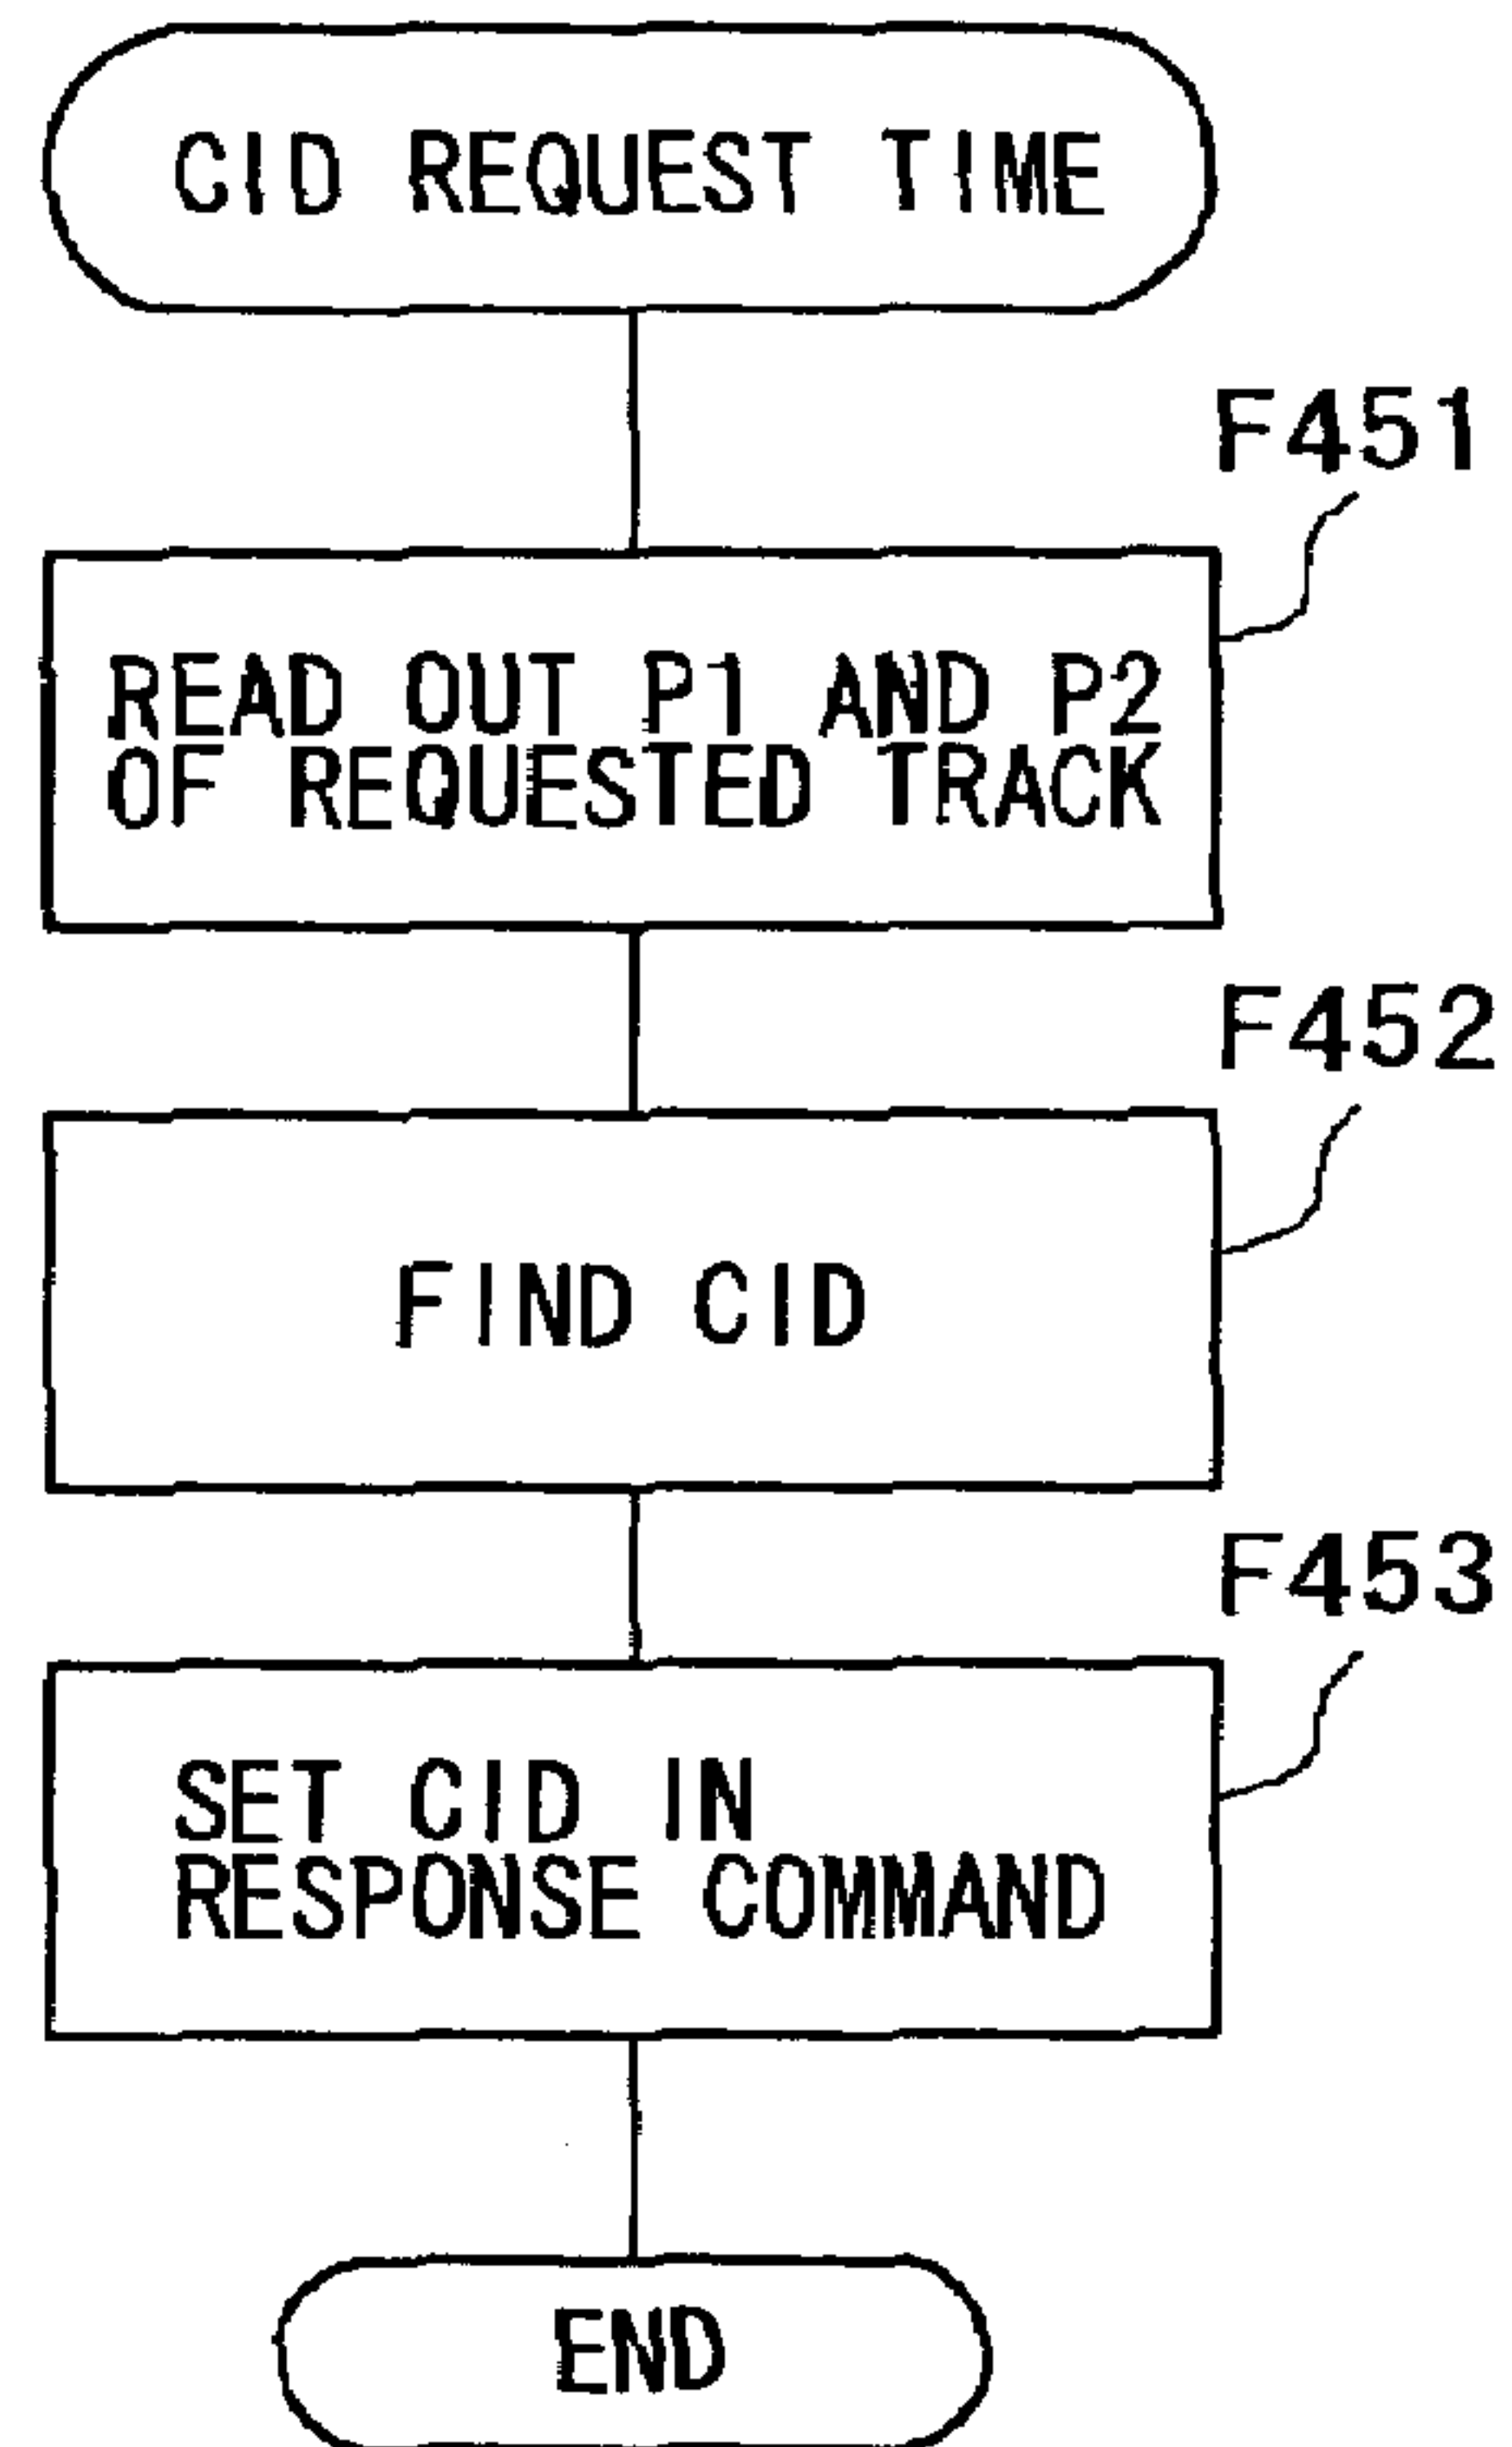 CID REQUEST TIME
F451
READ OUT P1 AND P2
OF REQUESTED TRACK
F452
FIND CID
F453
SET CID IN
RESPONSE COMMAND
END